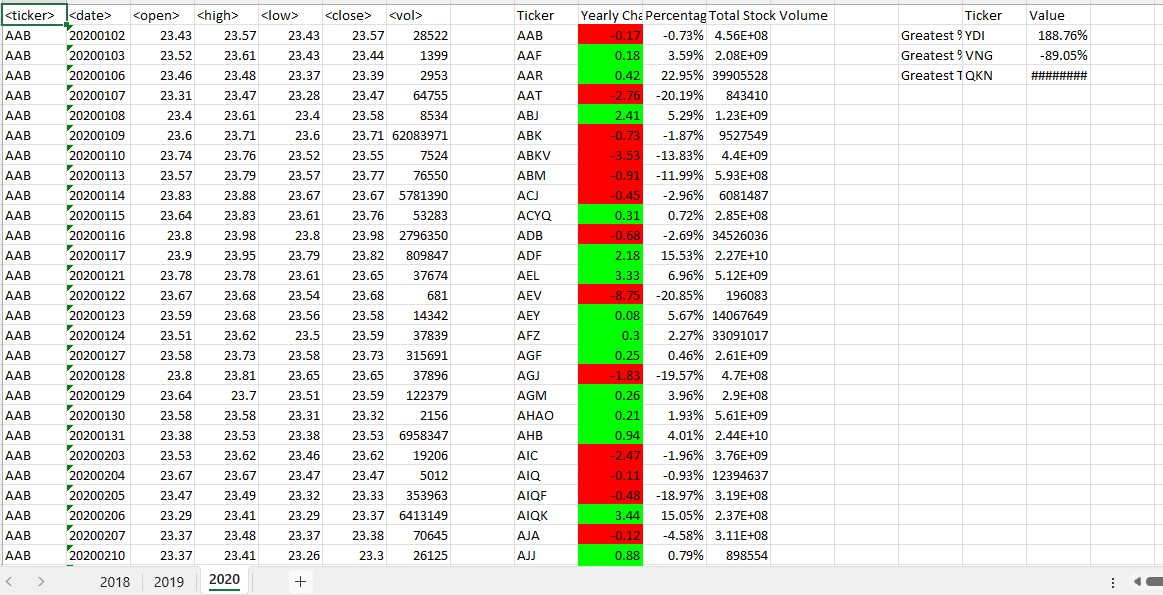 <ticker> <date> <open> <high> <low> <close> <vol> Ticker Yearly Cha Percentag Total Stock Volume Ticker Value
AAB 20200102 23.43 23.57 23.43 23.57 28522 AAB -0.17 -0.73% 4.56E+08 Greatest % YDI 188.76%
AAB 20200103 23.52 23.61 23.43 23.44 1399 AAF 0.18 3.59% 2.08E+09 Greatest % VNG -89.05%
AAB 20200106 23.46 23.48 23.37 23.39 2953 AAR 0.42 22.95% 39905528 Greatest T QKN ########
AAB 20200107 23.31 23.47 23.28 23.47 64755 AAT -2.76 -20.19% 843410
AAB 20200108 23.4 23.61 23.4 23.58 8534 ABJ 2.41 5.29% 1.23E+09
AAB 20200109 23.6 23.71 23.6 23.71 62083971 ABK -0.73 -1.87% 9527549
AAB 20200110 23.74 23.76 23.52 23.55 7524 ABKV -3.53 -13.83% 4.4E+09
AAB 20200113 23.57 23.79 23.57 23.77 76550 ABM -0.91 -11.99% 5.93E+08
AAB 20200114 23.83 23.88 23.67 23.67 5781390 ACJ -0.45 -2.96% 6081487
AAB 20200115 23.64 23.83 23.61 23.76 53283 ACYQ 0.31 0.72% 2.85E+08
AAB 20200116 23.8 23.98 23.8 23.98 2796350 ADB -0.68 -2.69% 34526036
AAB 20200117 23.9 23.95 23.79 23.82 809847 ADF 2.18 15.53% 2.27E+10
AAB 20200121 23.78 23.78 23.61 23.65 37674 AEL 3.33 6.96% 5.12E+09
AAB 20200122 23.67 23.68 23.54 23.68 681 AEV -8.75 -20.85% 196083
AAB 20200123 23.59 23.68 23.56 23.58 14342 AEY 0.08 5.67% 14067649
AAB 20200124 23.51 23.62 23.5 23.59 37839 AFZ 0.3 2.27% 33091017
AAB 20200127 23.58 23.73 23.58 23.73 315691 AGF 0.25 0.46% 2.61E+09
AAB 20200128 23.8 23.81 23.65 23.65 37896 AGJ -1.83 -19.57% 4.7E+08
AAB 20200129 23.64 23.7 23.51 23.59 122379 AGM 0.26 3.96% 2.9E+08
AAB 20200130 23.58 23.58 23.31 23.32 2156 AHAO 0.21 1.93% 5.61E+09
AAB 20200131 23.38 23.53 23.38 23.53 6958347 AHB 0.94 4.01% 2.44E+10
AAB 20200203 23.53 23.62 23.46 23.62 19206 AIC -2.47 -1.96% 3.76E+09
AAB 20200204 23.67 23.67 23.47 23.47 5012 AIQ -0.11 -0.93% 12394637
AAB 20200205 23.47 23.49 23.32 23.33 353963 AIQF -0.48 -18.97% 3.19E+08
AAB 20200206 23.29 23.41 23.29 23.37 6413149 AIQK 3.44 15.05% 2.37E+08
AAB 20200207 23.37 23.48 23.37 23.38 70645 AJA -0.12 -4.58% 3.11E+08
AAB 20200210 23.37 23.41 23.26 23.3 26125 AJJ 0.88 0.79% 898554
2018 2019 2020